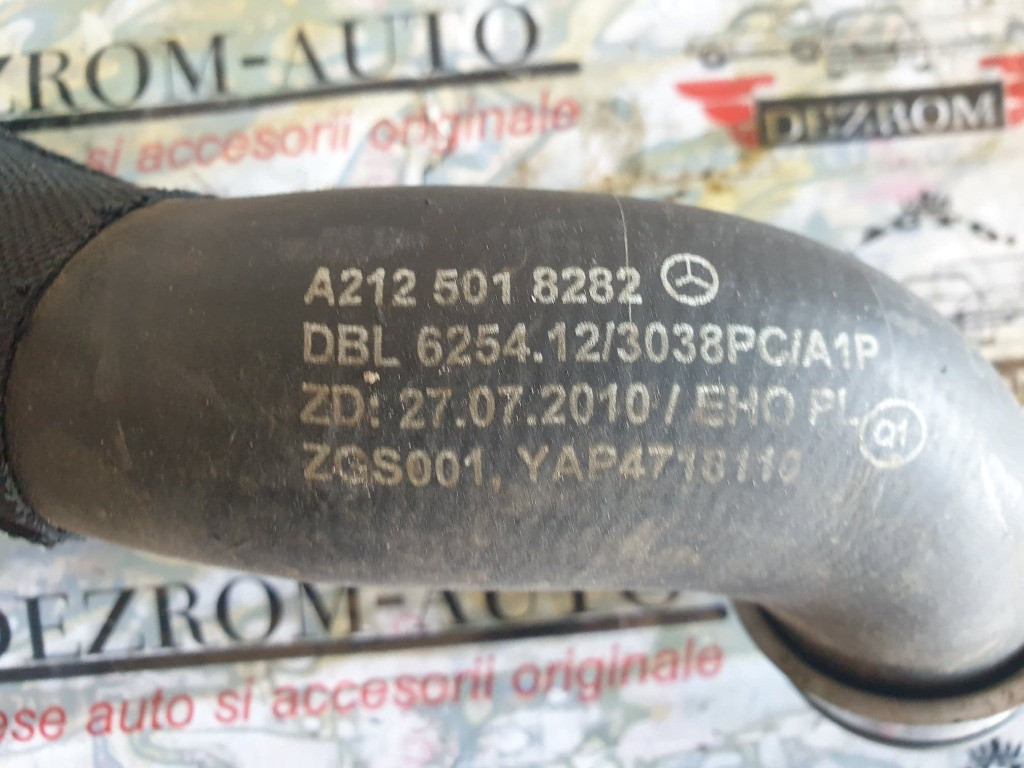 ZROM-AUTO
si accesorii originale
DEZROM
A212 501 8282
DBL 6254.12/3038PC/A1P
ZD: 27.07.2010 / EHO PL
Q1
ZGS001, YAP4718110
DEZROM-AUTO
ese auto si accesorii originale